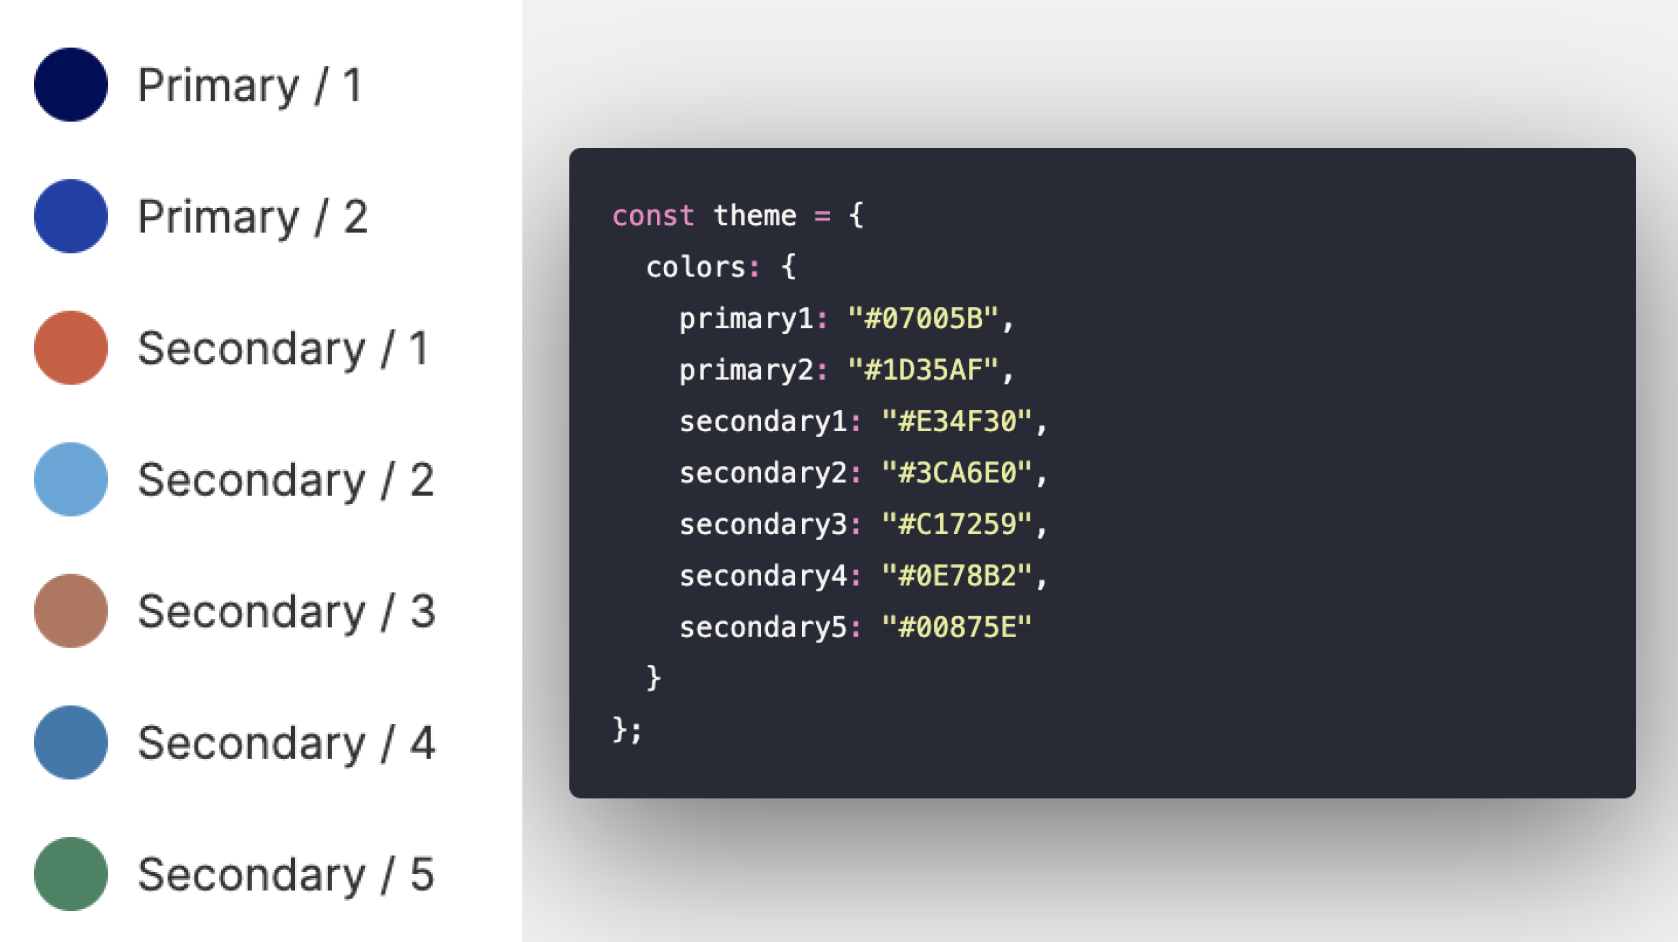 Primary / 1
Primary / 2
Secondary / 1
Secondary / 2
Secondary / 3
Secondary / 4
Secondary / 5
const theme = {
  colors: {
    primary1: "#07005B",
    primary2: "#1D35AF",
    secondary1: "#E34F30",
    secondary2: "#3CA6E0",
    secondary3: "#C17259",
    secondary4: "#0E78B2",
    secondary5: "#00875E"
  }
};